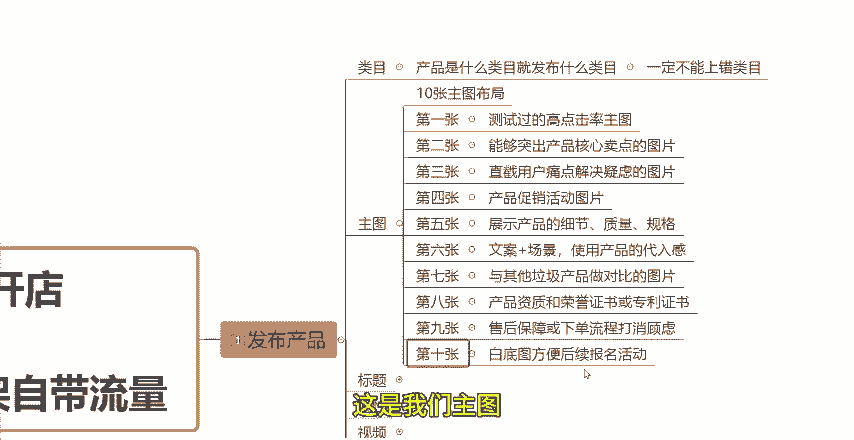 类目 产品是什么类目就发布什么类目 一定不能上错类目
10张主图布局
第一张 测试过的高点击率主图
第二张 能够突出产品核心卖点的图片
第三张 直戳用户痛点解决疑虑的图片
第四张 产品促销活动图片
主图 第五张 展示产品的细节、质量、规格
第六张 文案+场景，使用产品的代入感
第七张 与其他垃圾产品做对比的图片
第八张 产品资质和荣誉证书或专利证书
第九张 售后保障或下单流程打消顾虑
第十张 白底图方便后续报名活动
开店
1 发布产品
标题
自带流量
这是我们主图
视频